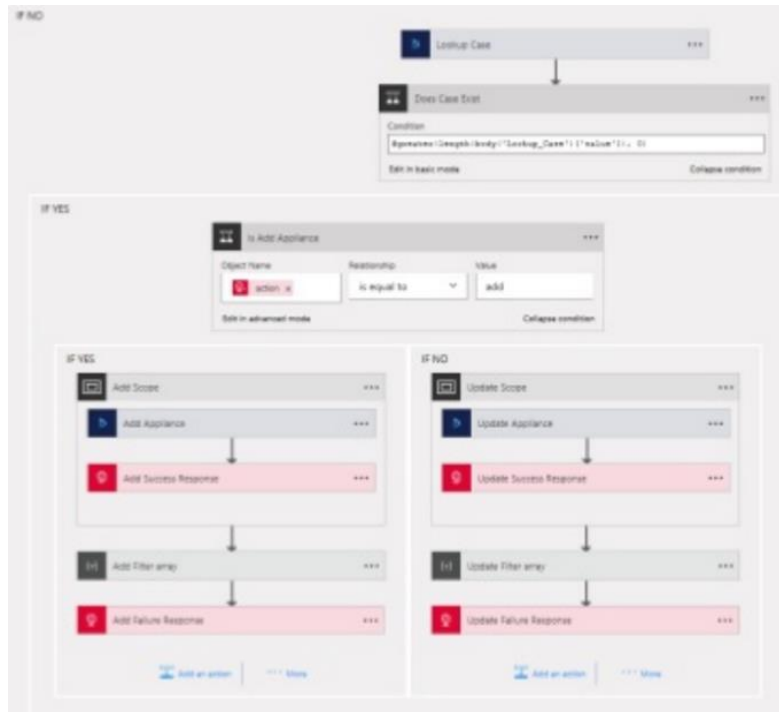 IF NO
Lookup Case
Does Case Exist
Condition
@greater(length(body('Lookup_Case')['value']), 0)
Edit in basic mode Collapse condition
IF YES
Is Add Appliance
Object Name Relationship Value
action x is equal to add
Edit in advanced mode Collapse condition
IF YES IF NO
Add Scope Update Scope
Add Appliance Update Appliance
Add Success Response Update Success Response
Add Filter array Update Filter array
Add Failure Response Update Failure Response
Add an action More Add an action More